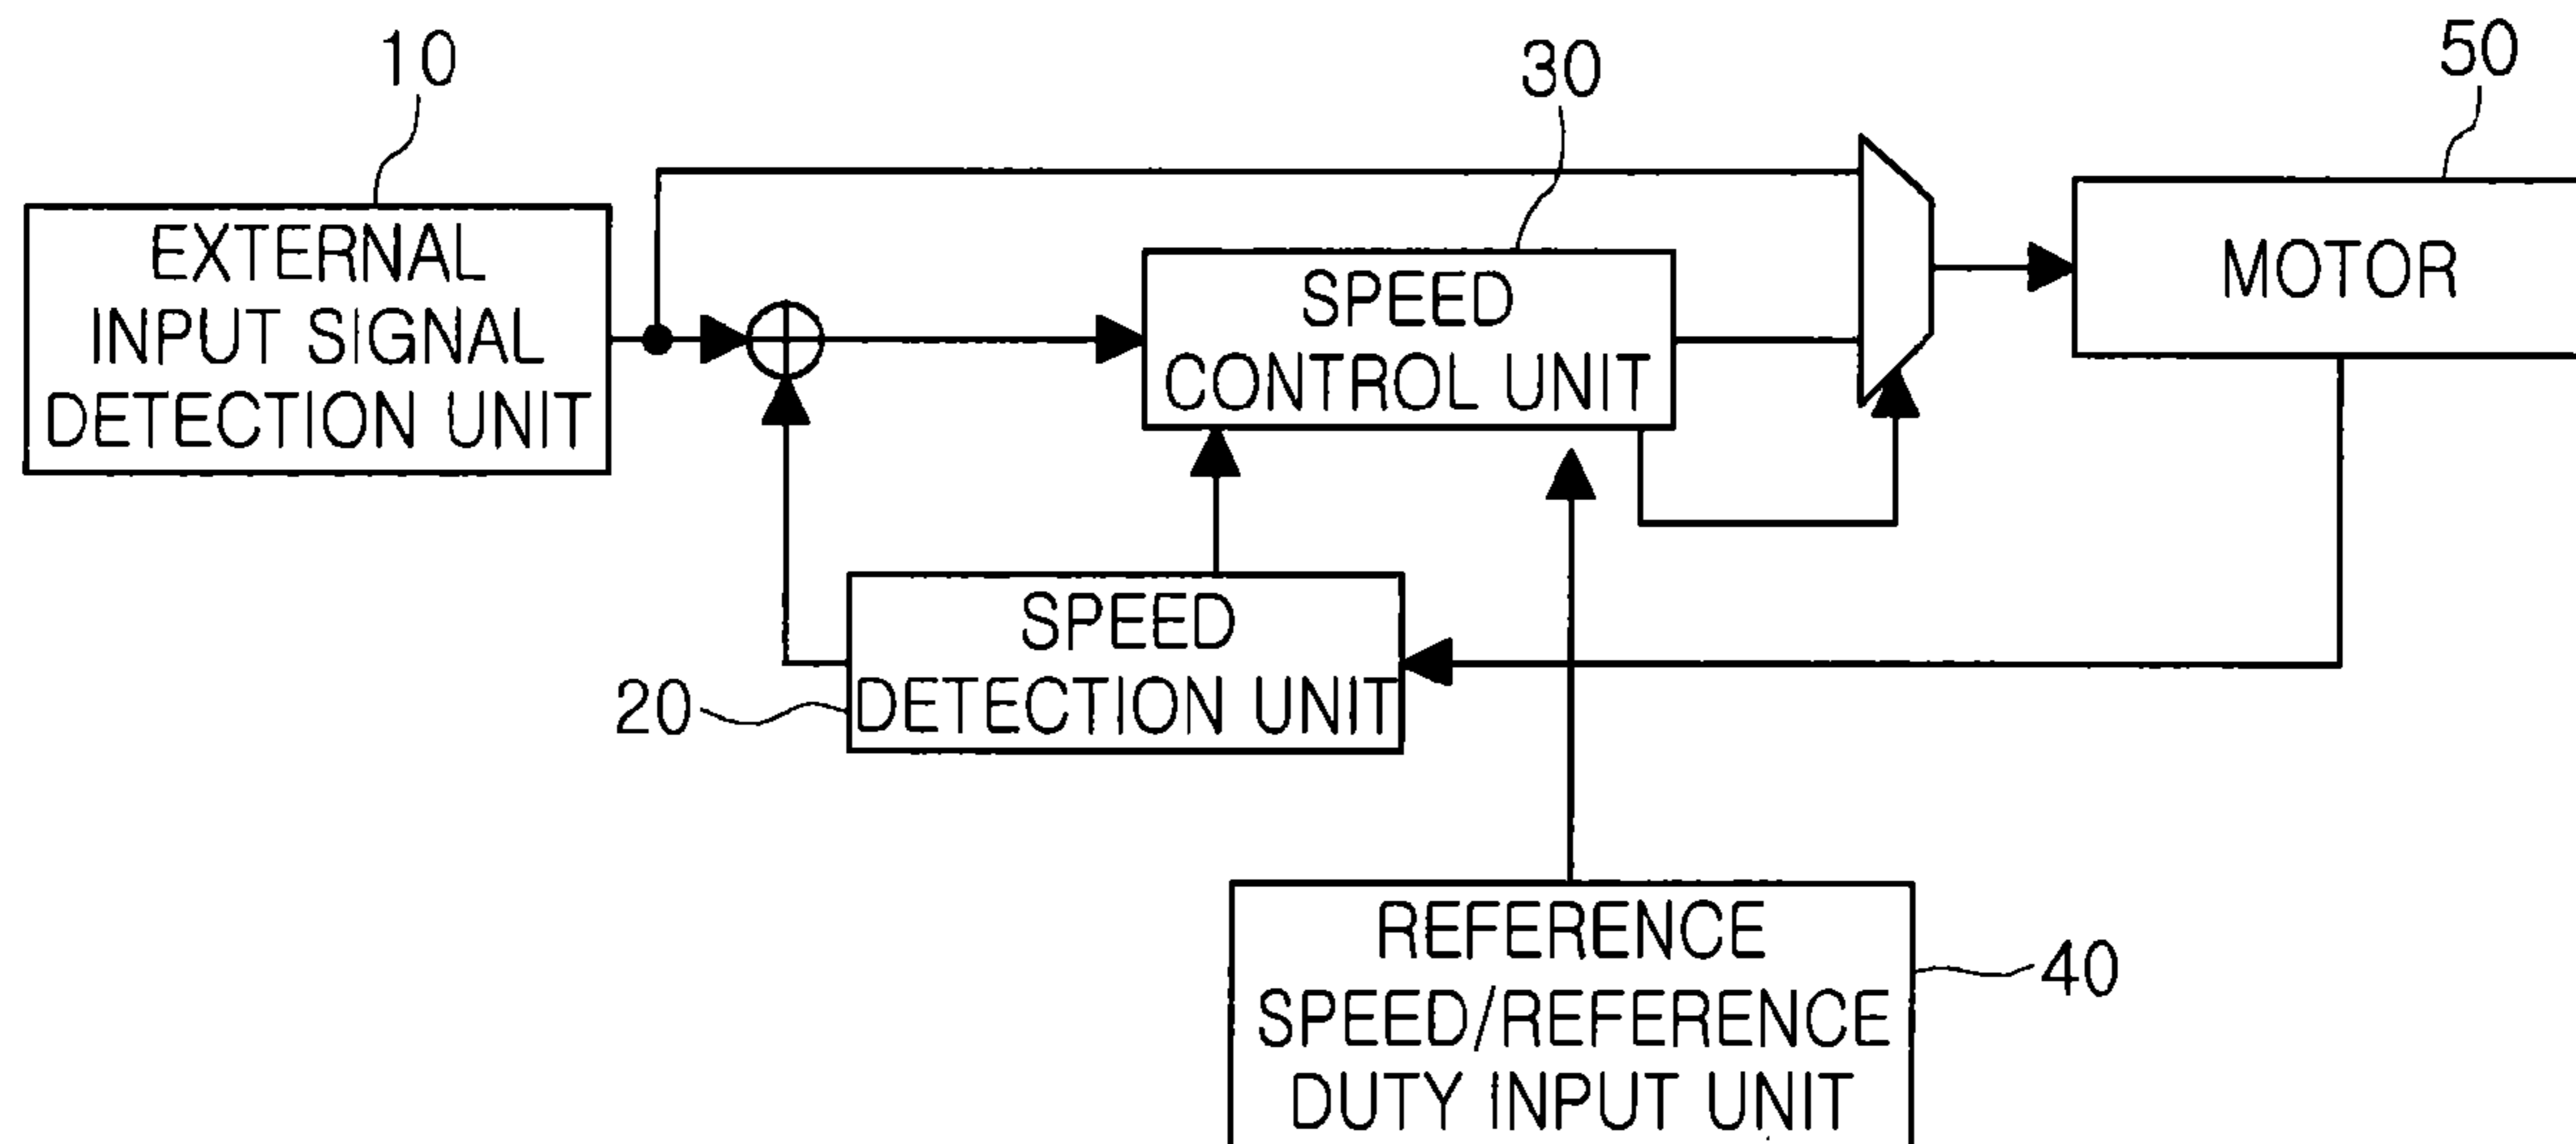 10
30
50
EXTERNAL
INPUT SIGNAL
DETECTION UNIT
SPEED
CONTROL UNIT
MOTOR
SPEED
DETECTION UNIT
20
REFERENCE
SPEED/REFERENCE
DUTY INPUT UNIT
40